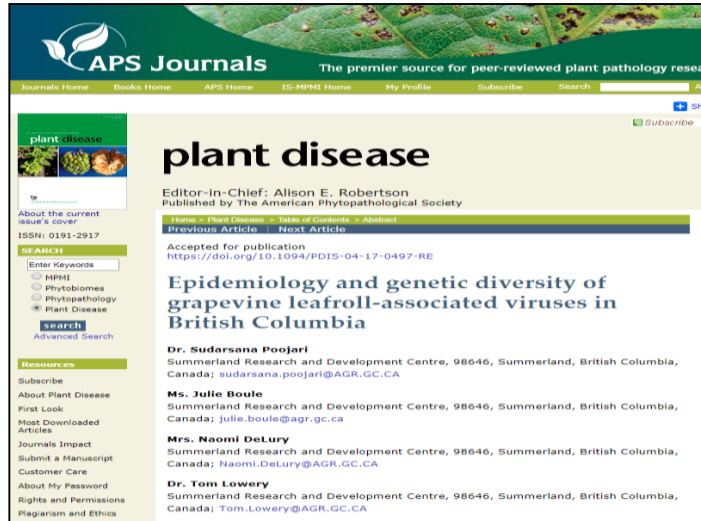 APS Journals
The premier source for peer-reviewed plant pathology
Journals Home Books Home APS Home IS-MPMI Home My Profile Subscribe Search
Subscribe
plant disease
plant disease
Editor-in-Chief: Alison E. Robertson
Published by The American Phytopathological Society
About the current
issue's cover
ISSN: 0191-2917
SEARCH
Enter Keywords
MPMI
Phytobiomes
Phytopathology
Plant Disease
search
Advanced Search
Resources
Subscribe
About Plant Disease
First Look
Most Downloaded
Articles
Journals Impact
Submit a Manuscript
Customer Care
About My Password
Rights and Permissions
Plagiarism and Ethics
Home > Plant Disease > Table of Contents > Abstract
Previous Article | Next Article
Accepted for publication
https://doi.org/10.1094/PDIS-04-17-0497-RE
Epidemiology and genetic diversity of
grapevine leafroll-associated viruses in
British Columbia
Dr. Sudarsana Poojari
Summerland Research and Development Centre, 98646, Summerland, British Columbia,
Canada; sudarsana.poojari@AGR.GC.CA
Ms. Julie Boule
Summerland Research and Development Centre, 98646, Summerland, British Columbia,
Canada; julie.boule@agr.gc.ca
Mrs. Naomi DeLury
Summerland Research and Development Centre, 98646, Summerland, British Columbia,
Canada; Naomi.DeLury@AGR.GC.CA
Dr. Tom Lowery
Summerland Research and Development Centre, 98646, Summerland, British Columbia,
Canada; Tom.Lowery@AGR.GC.CA